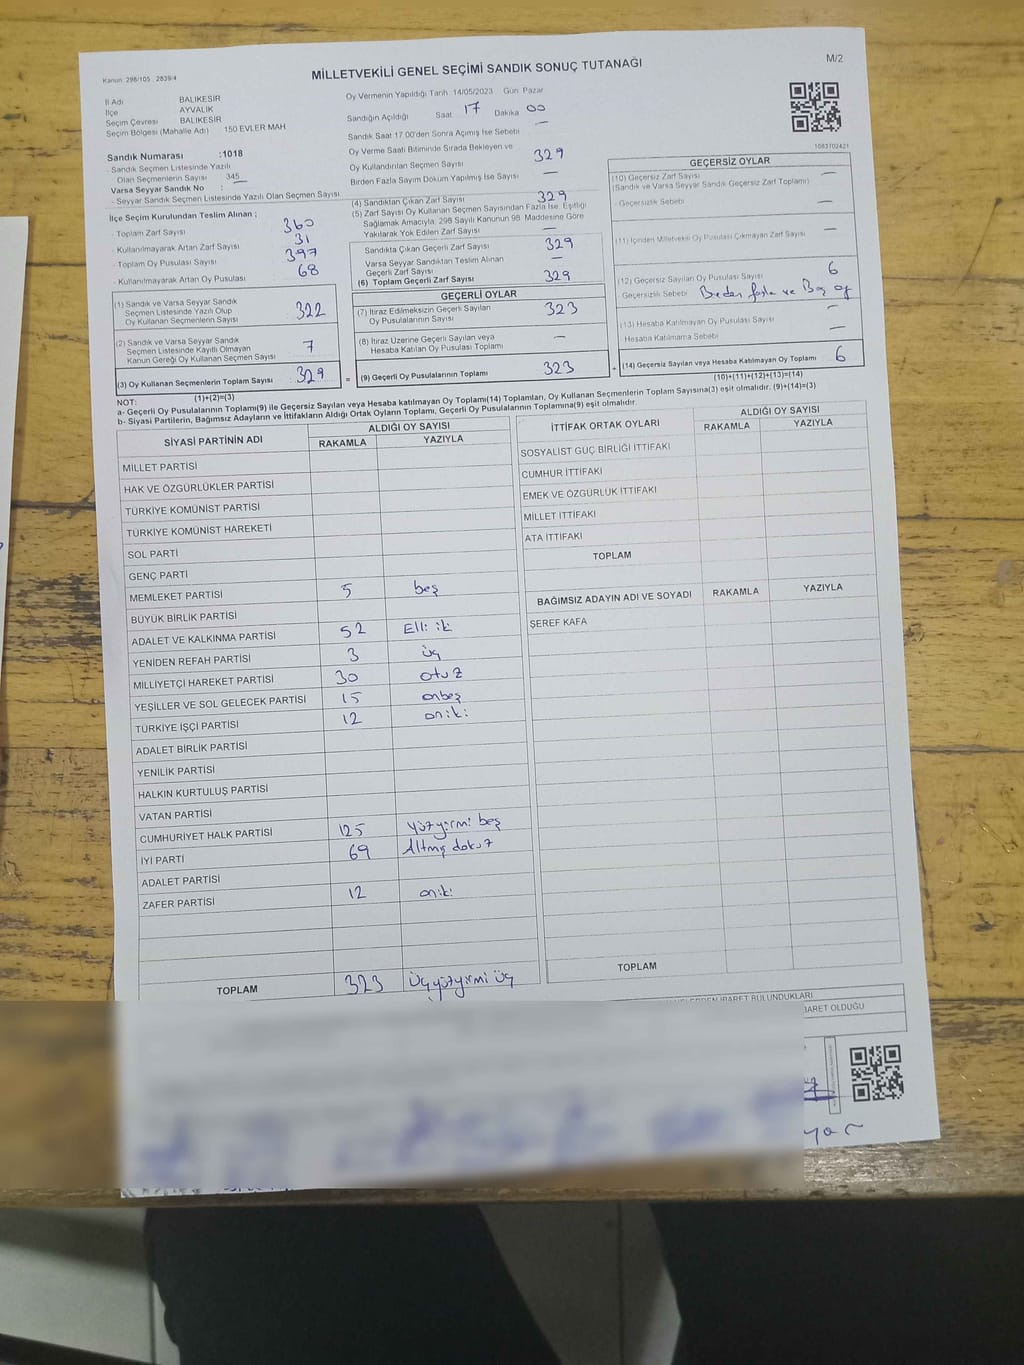 Kanun: 298/105 . 2839/4
MİLLETVEKİLİ GENEL SEÇİMİ SANDIK SONUÇ TUTANAĞI
M/2
İl Adı BALIKESİR
İlçe AYVALIK
Seçim Çevresi BALIKESİR
Seçim Bölgesi (Mahalle Adı) 150 EVLER MAH
Sandık Numarası :1018
- Sandık Seçmen Listesinde Yazılı
Olan Seçmenlerin Sayısı 345
Varsa Seyyar Sandık No :
- Seyyar Sandık Seçmen Listesinde Yazılı Olan Seçmen Sayısı
İlçe Seçim Kurulundan Teslim Alınan ;
- Toplam Zarf Sayısı 360
- Kullanılmayarak Artan Zarf Sayısı 31
- Toplam Oy Pusulası Sayısı 397
- Kullanılmayarak Artan Oy Pusulası 68
(1) Sandık ve Varsa Seyyar Sandık
Seçmen Listesinde Yazılı Olup
Oy Kullanan Seçmenlerin Sayısı 322
(2) Sandık ve Varsa Seyyar Sandık
Seçmen Listesinde Kayıtlı Olmayan
Kanun Gereği Oy Kullanan Seçmen Sayısı 7
(3) Oy Kullanan Seçmenlerin Toplam Sayısı 329
(1)+(2)=(3)
Oy Vermenin Yapıldığı Tarih 14/05/2023 Gün Pazar
Sandığın Açıldığı Saat 17 Dakika 00
Sandık Saat 17.00'den Sonra Açılmış İse Sebebi —
Oy Verme Saati Bitiminde Sırada Bekleyen ve
Oy Kullandırılan Seçmen Sayısı 329
Birden Fazla Sayım Döküm Yapılmış İse Sayısı —
(4) Sandıktan Çıkan Zarf Sayısı 329
(5) Zarf Sayısı Oy Kullanan Seçmen Sayısından Fazla İse, Eşitliği
Sağlamak Amacıyla, 298 Sayılı Kanunun 98. Maddesine Göre
Yakılarak Yok Edilen Zarf Sayısı —
Sandıkta Çıkan Geçerli Zarf Sayısı 329
Varsa Seyyar Sandıktan Teslim Alınan
Geçerli Zarf Sayısı —
(6) Toplam Geçerli Zarf Sayısı 329
GEÇERLİ OYLAR
(7) İtiraz Edilmeksizin Geçerli Sayılan
Oy Pusulalarının Sayısı 323
(8) İtiraz Üzerine Geçerli Sayılan veya
Hesaba Katılan Oy Pusulası Toplamı —
= (9) Geçerli Oy Pusulalarının Toplamı 323 +
1083702421
GEÇERSİZ OYLAR
(10) Geçersiz Zarf Sayısı —
(Sandık ve Varsa Seyyar Sandık Geçersiz Zarf Toplamı)
- Geçersizlik Sebebi —
(11) İçinden Milletvekili Oy Pusulası Çıkmayan Zarf Sayısı —
(12) Geçersiz Sayılan Oy Pusulası Sayısı 6
Geçersizlik Sebebi Birden fazla ve Boş oy
(13) Hesaba Katılmayan Oy Pusulası Sayısı —
Hesaba Katılmama Sebebi —
(14) Geçersiz Sayılan veya Hesaba Katılmayan Oy Toplamı 6
(10)+(11)+(12)+(13)=(14)
NOT:
a- Geçerli Oy Pusulalarının Toplamı(9) ile Geçersiz Sayılan veya Hesaba katılmayan Oy Toplamı(14) Toplamları, Oy Kullanan Seçmenlerin Toplam Sayısına(3) eşit olmalıdır. (9)+(14)=(3)
b- Siyasi Partilerin, Bağımsız Adayların ve İttifakların Aldığı Ortak Oyların Toplamı, Geçerli Oy Pusulalarının Toplamına(9) eşit olmalıdır.
SİYASİ PARTİNİN ADI ALDIĞI OY SAYISI
RAKAMLA YAZIYLA
MİLLET PARTİSİ
HAK VE ÖZGÜRLÜKLER PARTİSİ
TÜRKİYE KOMÜNİST PARTİSİ
TÜRKİYE KOMÜNİST HAREKETİ
SOL PARTİ
GENÇ PARTİ
MEMLEKET PARTİSİ 5 beş
BÜYÜK BİRLİK PARTİSİ
ADALET VE KALKINMA PARTİSİ 52 Elli iki
YENİDEN REFAH PARTİSİ 3 üç
MİLLİYETÇİ HAREKET PARTİSİ 30 otuz
YEŞİLLER VE SOL GELECEK PARTİSİ 15 onbeş
TÜRKİYE İŞÇİ PARTİSİ 12 oniki
ADALET BİRLİK PARTİSİ
YENİLİK PARTİSİ
HALKIN KURTULUŞ PARTİSİ
VATAN PARTİSİ
CUMHURİYET HALK PARTİSİ 125 Yüzyirmi beş
İYİ PARTİ 69 Altmış dokuz
ADALET PARTİSİ
ZAFER PARTİSİ 12 oniki
TOPLAM 323 Üçyüzyirmi üç
İTTİFAK ORTAK OYLARI ALDIĞI OY SAYISI
RAKAMLA YAZIYLA
SOSYALİST GÜÇ BİRLİĞİ İTTİFAKI
CUMHUR İTTİFAKI
EMEK VE ÖZGÜRLÜK İTTİFAKI
MİLLET İTTİFAKI
ATA İTTİFAKI
TOPLAM
BAĞIMSIZ ADAYIN ADI VE SOYADI RAKAMLA YAZIYLA
ŞEREF KAFA
TOPLAM
İBARET BULUNDUKLARI
İBARET OLDUĞU